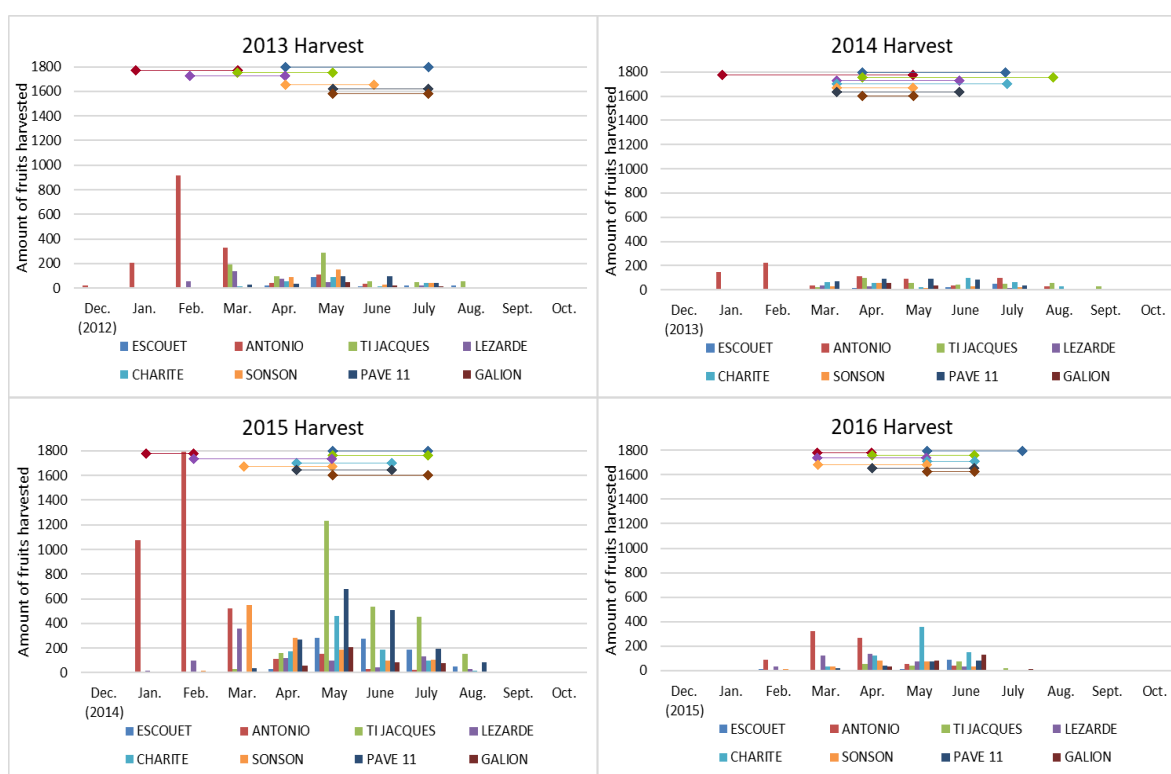 2013 Harvest
Amount of fruits harvested
1800
1600
1400
1200
1000
800
600
400
200
0
Dec. Jan. Feb. Mar. Apr. May June July Aug. Sept. Oct.
(2012)
ESCOUET ANTONIO TI JACQUES LEZARDE
CHARITE SONSON PAVE 11 GALION
2014 Harvest
Amount of fruits harvested
1800
1600
1400
1200
1000
800
600
400
200
0
Dec. Jan. Feb. Mar. Apr. May June July Aug. Sept. Oct.
(2013)
ESCOUET ANTONIO TI JACQUES LEZARDE
CHARITE SONSON PAVE 11 GALION
2015 Harvest
Amount of fruits harvested
1800
1600
1400
1200
1000
800
600
400
200
0
Dec. Jan. Feb. Mar. Apr. May June July Aug. Sept. Oct.
(2014)
ESCOUET ANTONIO TI JACQUES LEZARDE
CHARITE SONSON PAVE 11 GALION
2016 Harvest
Amount of fruits harvested
1800
1600
1400
1200
1000
800
600
400
200
0
Dec. Jan. Feb. Mar. Apr. May June July Aug. Sept. Oct.
(2015)
ESCOUET ANTONIO TI JACQUES LEZARDE
CHARITE SONSON PAVE 11 GALION